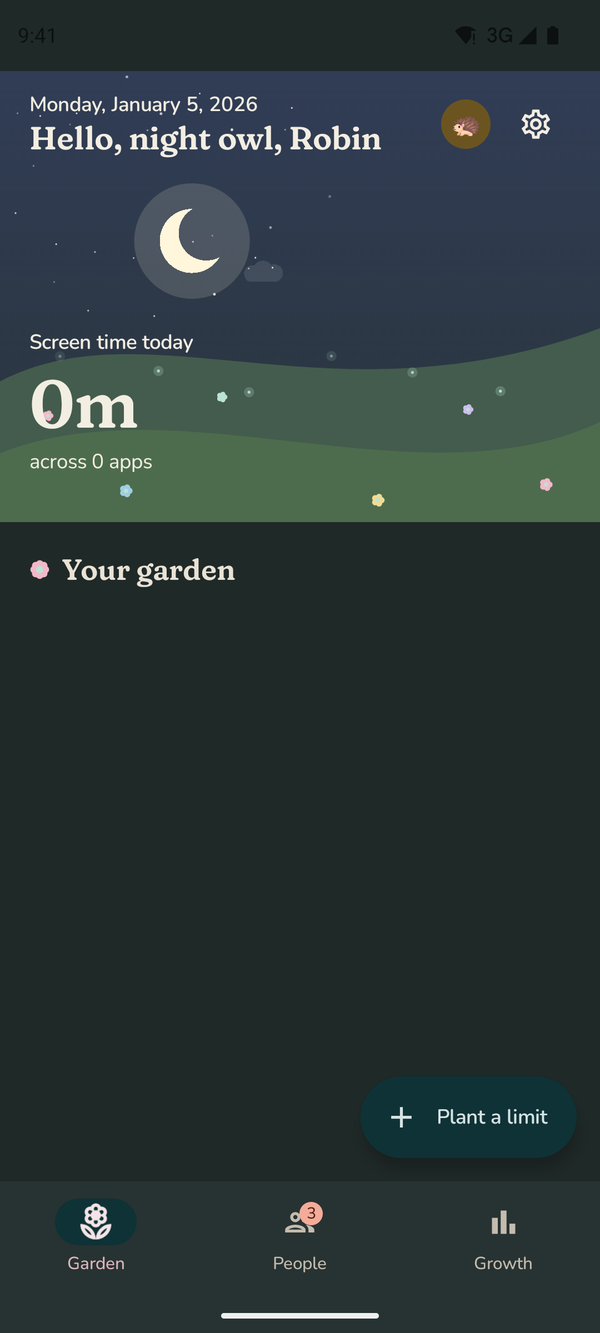 9:41
3G
Monday, January 5, 2026
Hello, night owl, Robin
Screen time today
0m
across 0 apps
Your garden
Plant a limit
3
Garden
People
Growth